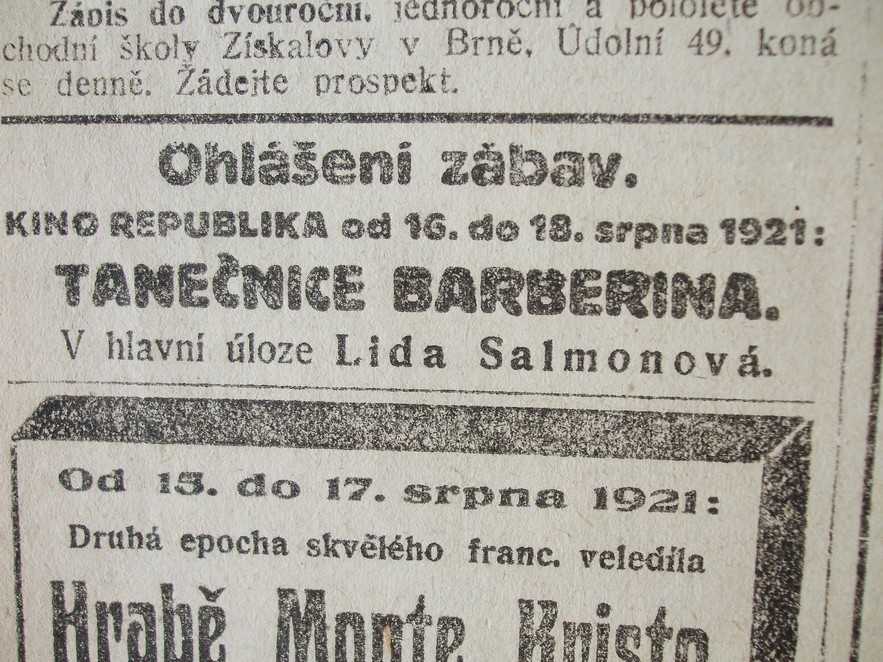 Zápis do dvouroční, jednoroční a pololeté ob-
chodní školy Získalovy v Brně, Údolní 49, koná
se denně. Žádejte prospekt.
Ohlášení zábav.
KINO REPUBLIKA od 16. do 18. srpna 1921:
TANEČNICE BARBERINA.
V hlavní úloze Lida Salmonová.
Od 15. do 17. srpna 1921:
Druhá epocha skvělého franc. veledíla
Hrabě Monte Kristo